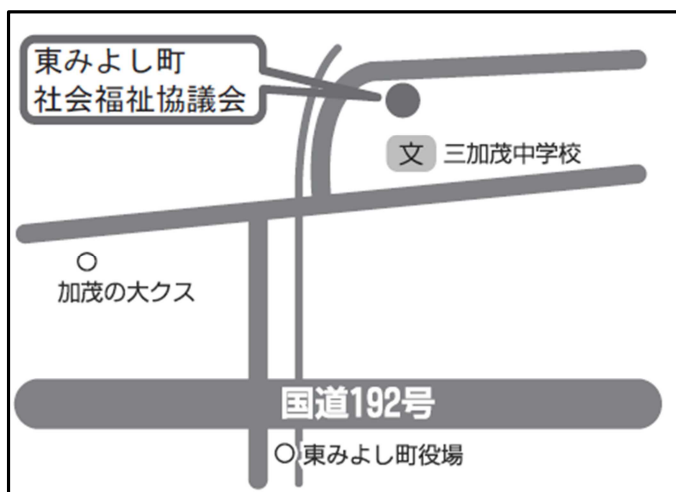 東みよし町
社会福祉協議会
文 三加茂中学校
加茂の大クス
国道192号
東みよし町役場